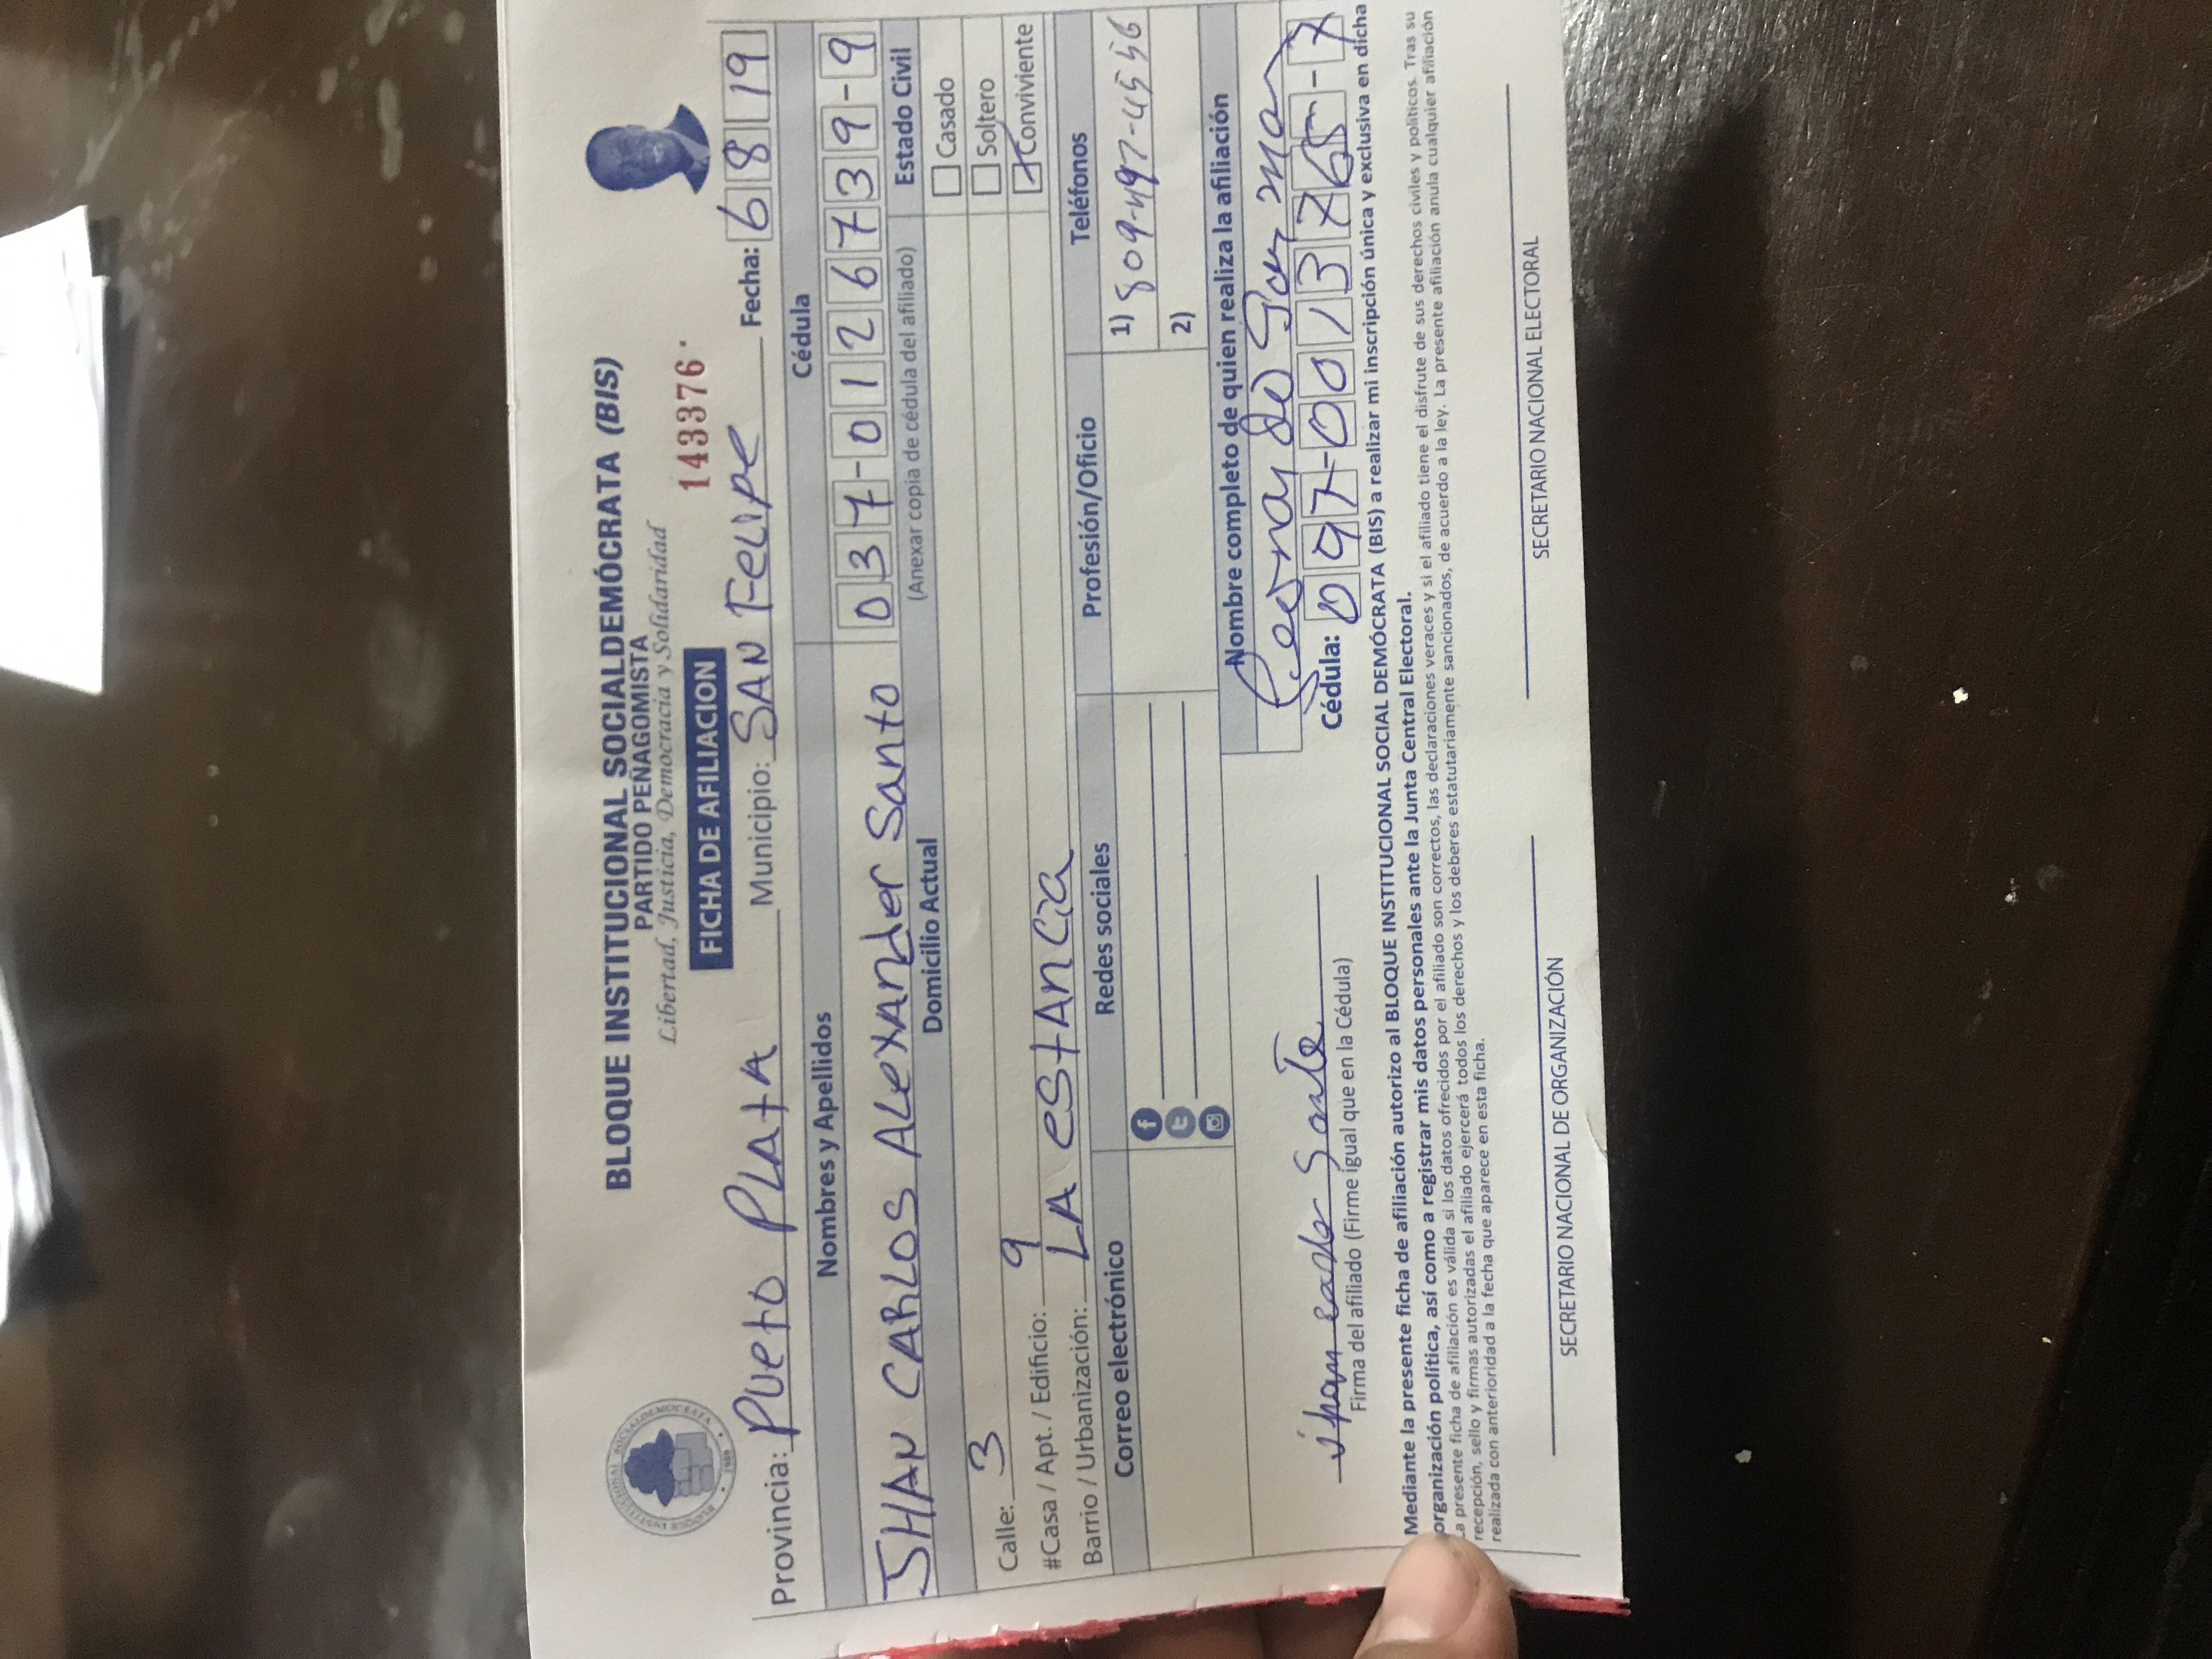 BLOQUE INSTITUCIONAL SOCIALDEMÓCRATA (BIS)
PARTIDO PEÑAGOMISTA
Libertad, Justicia, Democracia y Solidaridad
143376
FICHA DE AFILIACION
Provincia: Pueto PLAtA Municipio: SAN FeLipe Fecha: 6 8 19
Nombres y Apellidos Cédula
JHAN CARLOS ALexAnder Santo 037-0126739-9
Domicilio Actual (Anexar copia de cédula del afiliado) Estado Civil
Calle: 3 Casado
#Casa / Apt. / Edificio: 9 Soltero
Barrio / Urbanización: LA eStAnCia Conviviente
Correo electrónico Redes sociales Profesión/Oficio Teléfonos
1) 809-497-4556
2)
Nombre completo de quien realiza la afiliación
Cédula: 097-0013765-7
Firma del afiliado (Firme igual que en la Cédula)
Mediante la presente ficha de afiliación autorizo al BLOQUE INSTITUCIONAL SOCIAL DEMÓCRATA (BIS) a realizar mi inscripción única y exclusiva en dicha
organización política, así como a registrar mis datos personales ante la Junta Central Electoral.
La presente ficha de afiliación es válida si los datos ofrecidos por el afiliado son correctos, las declaraciones veraces y si el afiliado tiene el disfrute de sus derechos civiles y políticos. Tras su
recepción, sello y firmas autorizadas el afiliado ejercerá todos los derechos y los deberes estatutariamente sancionados, de acuerdo a la ley. La presente afiliación anula cualquier afiliación
realizada con anterioridad a la fecha que aparece en esta ficha.
SECRETARIO NACIONAL DE ORGANIZACIÓN SECRETARIO NACIONAL ELECTORAL